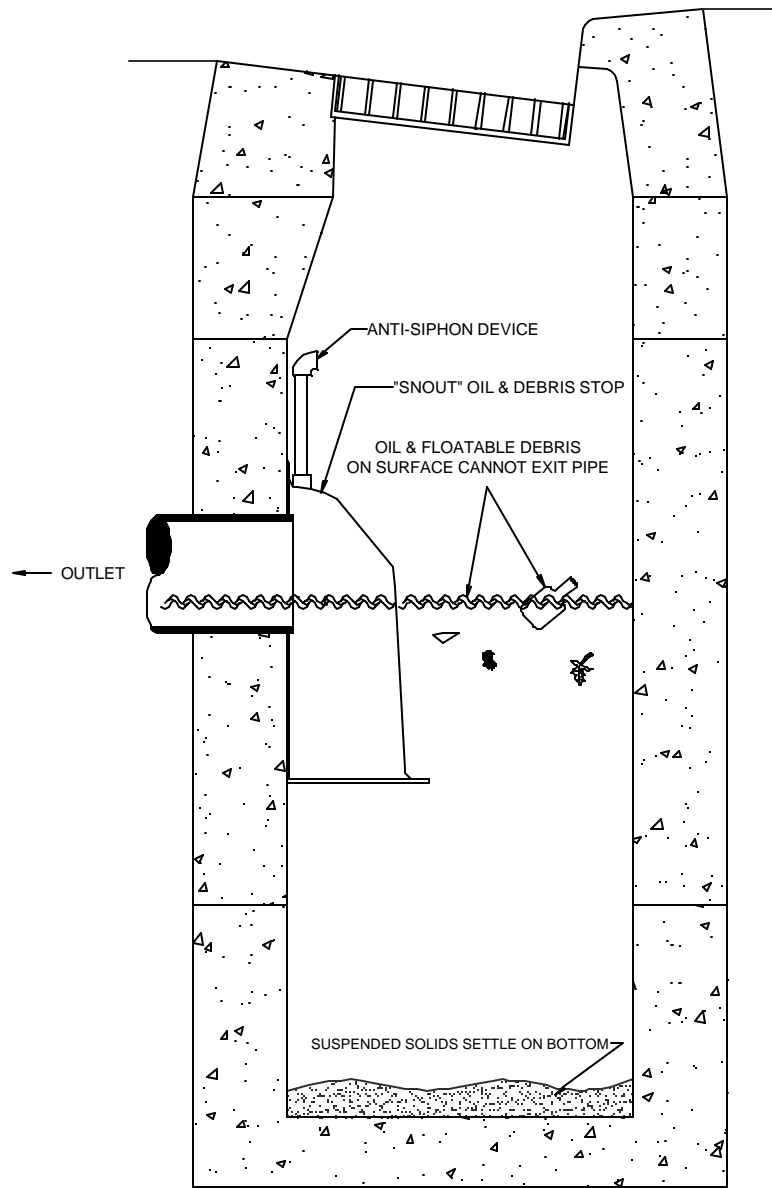 ANTI-SIPHON DEVICE
"SNOUT" OIL & DEBRIS STOP
OIL & FLOATABLE DEBRIS
ON SURFACE CANNOT EXIT PIPE
OUTLET
SUSPENDED SOLIDS SETTLE ON BOTTOM